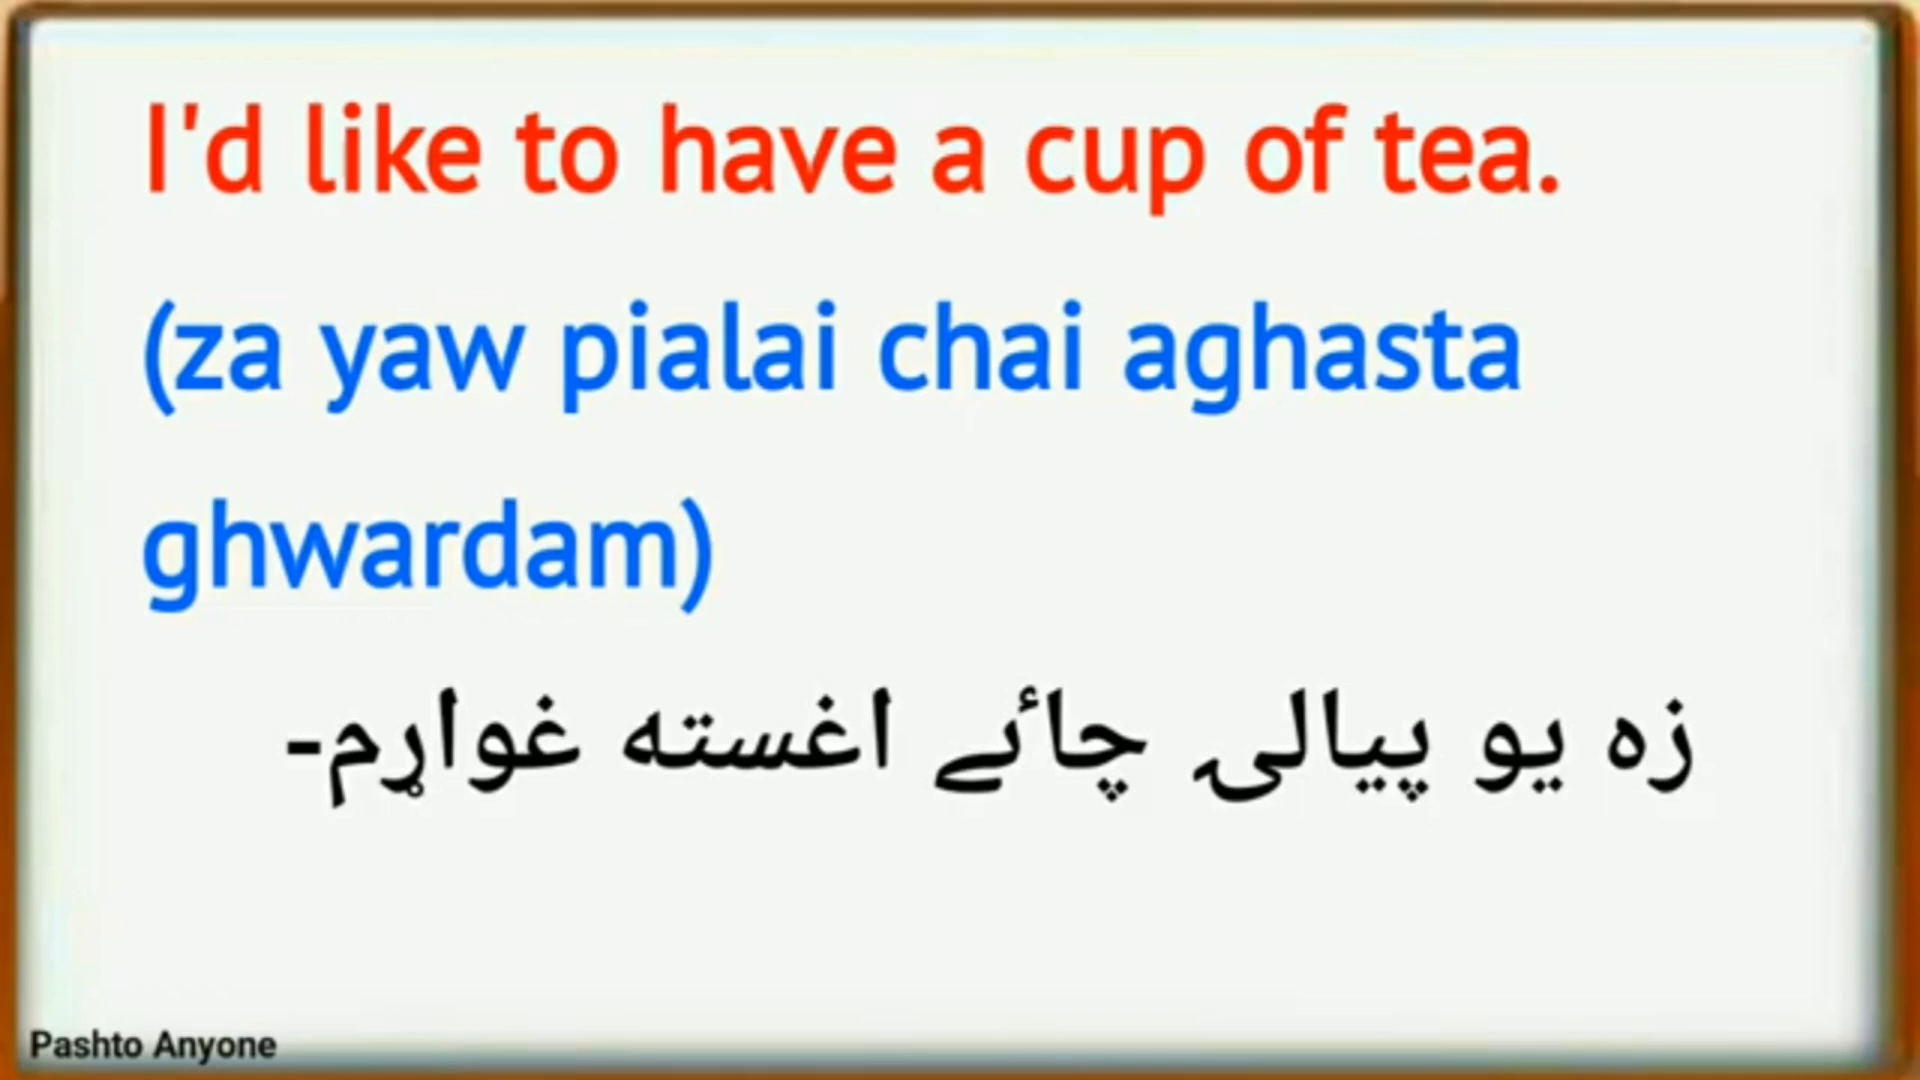 I'd like to have a cup of tea.
(za yaw pialai chai aghasta
ghwardam)
زه یو پیالۍ چائے اغسته غواړم-
Pashto Anyone